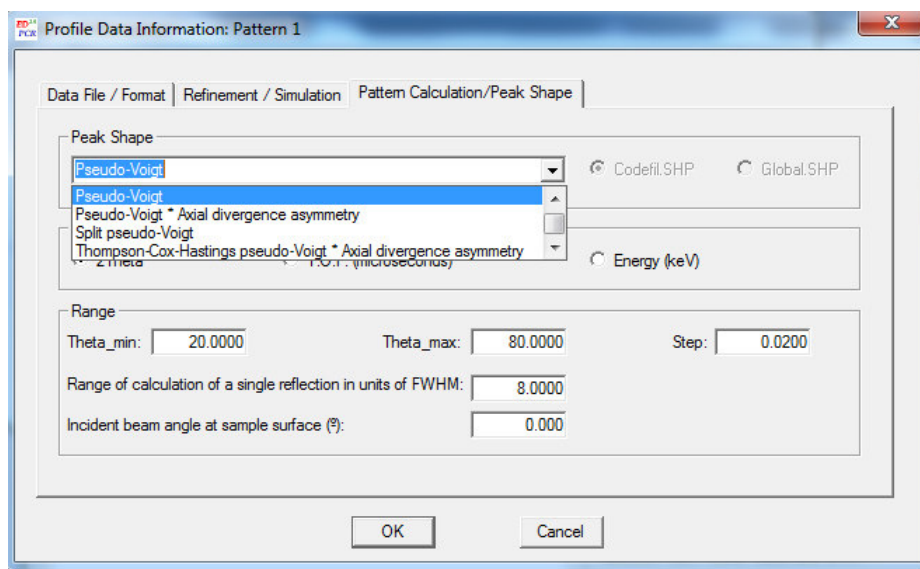 ED
PCR
Profile Data Information: Pattern 1
X
Data File / Format
Refinement / Simulation
Pattern Calculation/Peak Shape
Peak Shape
Pseudo-Voigt
Codefil.SHP
Global.SHP
Pseudo-Voigt
Pseudo-Voigt * Axial divergence asymmetry
Split pseudo-Voigt
Thompson-Cox-Hastings pseudo-Voigt * Axial divergence asymmetry
2Theta
T.O.F. (microseconds)
Energy (keV)
Range
Theta_min: 20.0000
Theta_max: 80.0000
Step: 0.0200
Range of calculation of a single reflection in units of FWHM: 8.0000
Incident beam angle at sample surface (º): 0.000
OK
Cancel